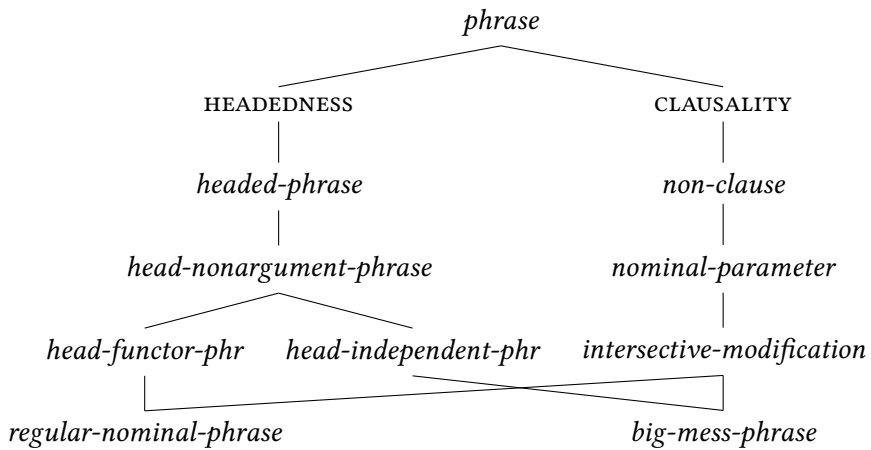 phrase
HEADEDNESS CLAUSALITY
headed-phrase non-clause
head-nonargument-phrase nominal-parameter
head-functor-phr head-independent-phr intersective-modification
regular-nominal-phrase big-mess-phrase